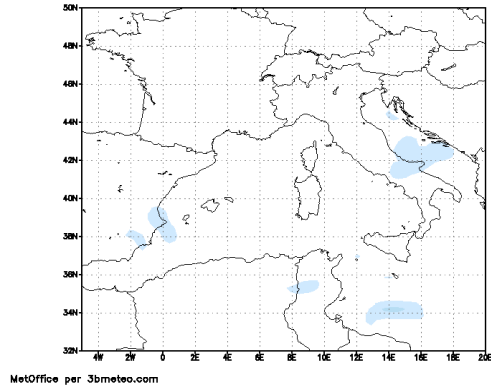 50N
48N
46N
44N
42N
40N
38N
36N
34N
32N
4W 2W 0 2E 4E 6E 8E 10E 12E 14E 16E 18E 20E
MetOffice per 3bmeteo.com